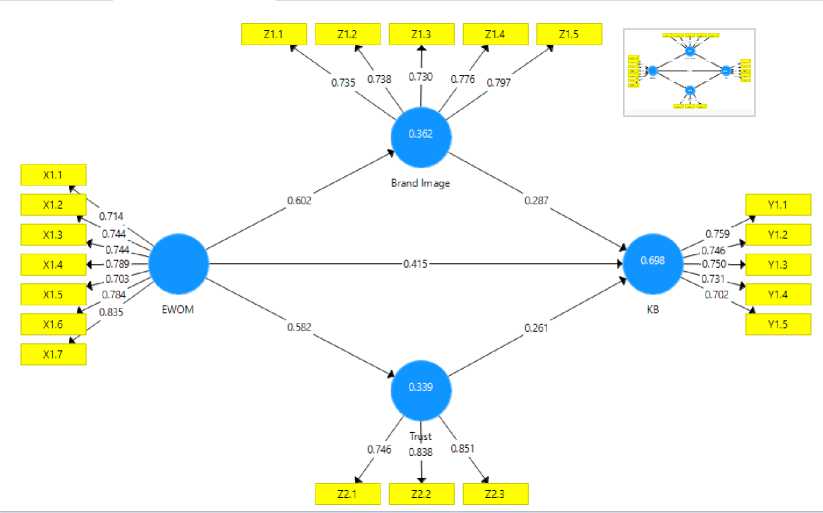 Z1.1 Z1.2 Z1.3 Z1.4 Z1.5
0.735 0.738 0.730 0.776 0.797
0.362
Brand Image
X1.1
X1.2
X1.3
X1.4
X1.5
X1.6
X1.7
0.714
0.744
0.744
0.789
0.703
0.784
0.835
EWOM
0.602
0.287
0.415
0.582
0.261
0.698
KB
0.759
0.746
0.750
0.731
0.702
Y1.1
Y1.2
Y1.3
Y1.4
Y1.5
0.339
Trust
0.746 0.838 0.851
Z2.1 Z2.2 Z2.3